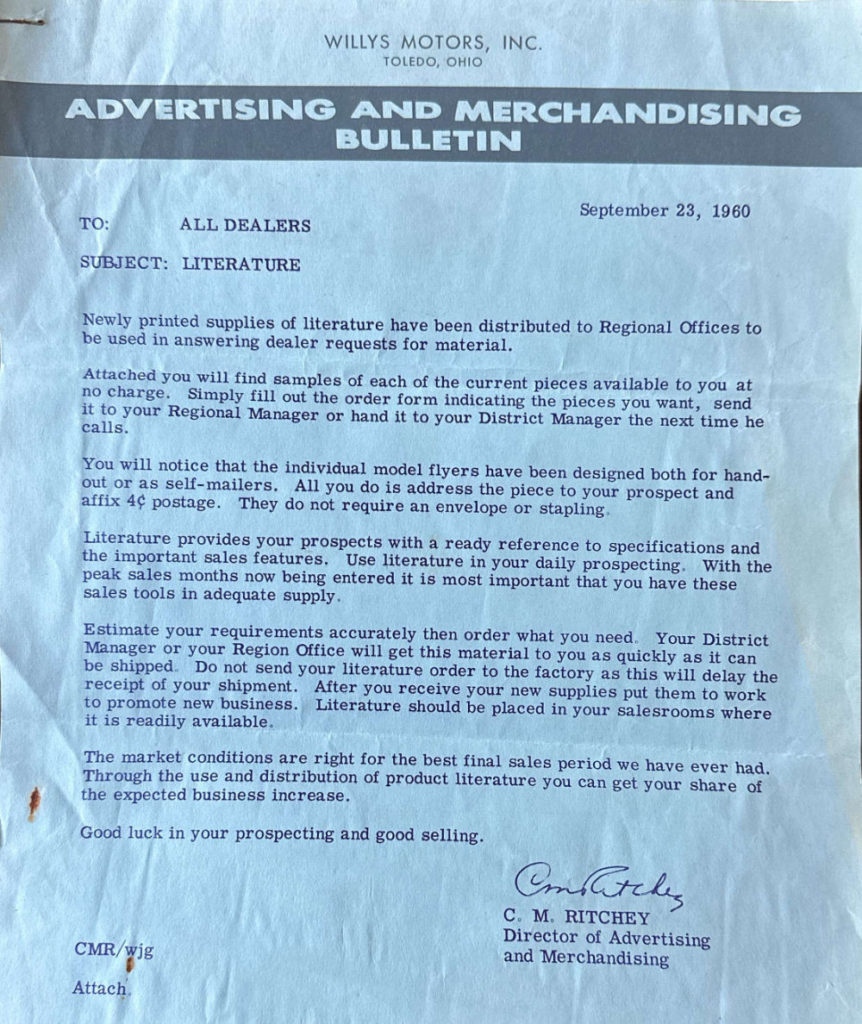 WILLYS MOTORS, INC.
TOLEDO, OHIO
ADVERTISING AND MERCHANDISING
BULLETIN
September 23, 1960
TO: ALL DEALERS
SUBJECT: LITERATURE
Newly printed supplies of literature have been distributed to Regional Offices to
be used in answering dealer requests for material.
Attached you will find samples of each of the current pieces available to you at
no charge. Simply fill out the order form indicating the pieces you want, send
it to your Regional Manager or hand it to your District Manager the next time he
calls.
You will notice that the individual model flyers have been designed both for hand-
out or as self-mailers. All you do is address the piece to your prospect and
affix 4¢ postage. They do not require an envelope or stapling.
Literature provides your prospects with a ready reference to specifications and
the important sales features. Use literature in your daily prospecting. With the
peak sales months now being entered it is most important that you have these
sales tools in adequate supply.
Estimate your requirements accurately then order what you need. Your District
Manager or your Region Office will get this material to you as quickly as it can
be shipped. Do not send your literature order to the factory as this will delay the
receipt of your shipment. After you receive your new supplies put them to work
to promote new business. Literature should be placed in your salesrooms where
it is readily available.
The market conditions are right for the best final sales period we have ever had.
Through the use and distribution of product literature you can get your share of
the expected business increase.
Good luck in your prospecting and good selling.
CMRitchey
C. M. RITCHEY
Director of Advertising
and Merchandising
CMR/wjg
Attach.